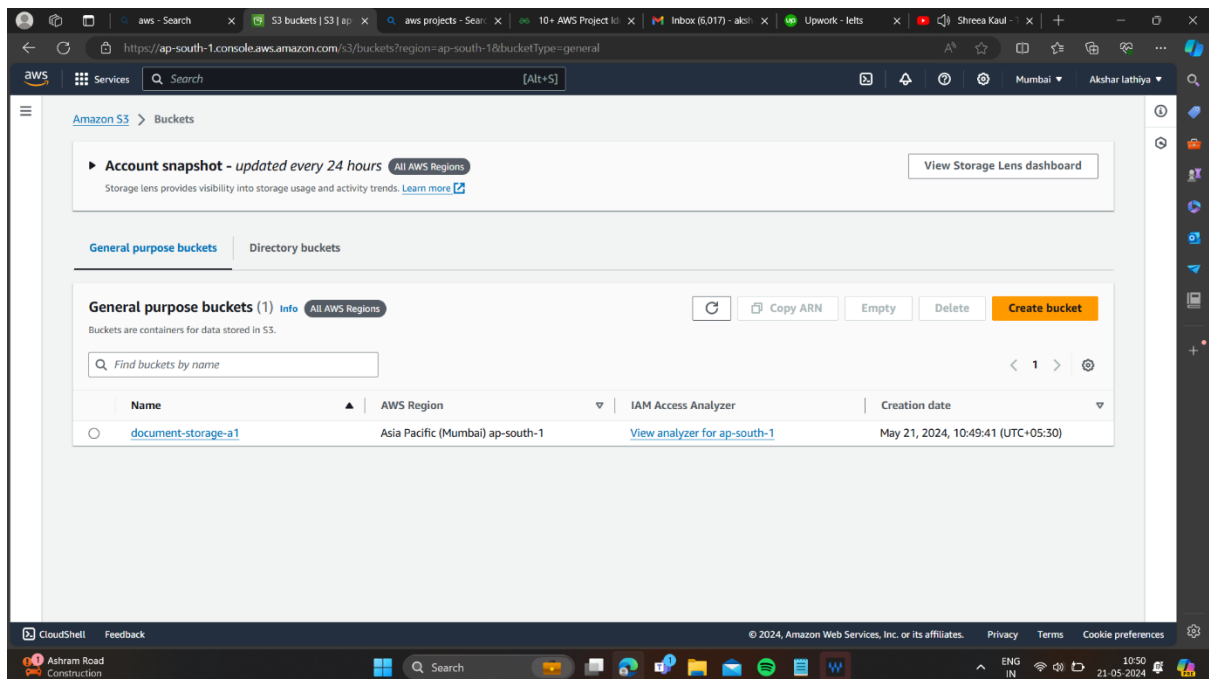 aws - Search
S3 buckets | S3 | ap
aws projects - Searc
10+ AWS Project Id
Inbox (6,017) - aksh
Upwork - Ielts
Shreea Kaul - T
https://ap-south-1.console.aws.amazon.com/s3/buckets?region=ap-south-1&bucketType=general
aws
Services
Search
[Alt+S]
Mumbai ▼
Akshar lathiya ▼
Amazon S3 > Buckets
Account snapshot - updated every 24 hours All AWS Regions
View Storage Lens dashboard
Storage lens provides visibility into storage usage and activity trends. Learn more
General purpose buckets
Directory buckets
General purpose buckets (1) Info All AWS Regions
Copy ARN
Empty
Delete
Create bucket
Buckets are containers for data stored in S3.
Find buckets by name
< 1 >
Name
AWS Region
IAM Access Analyzer
Creation date
document-storage-a1
Asia Pacific (Mumbai) ap-south-1
View analyzer for ap-south-1
May 21, 2024, 10:49:41 (UTC+05:30)
CloudShell
Feedback
© 2024, Amazon Web Services, Inc. or its affiliates.
Privacy
Terms
Cookie preferences
Ashram Road
Construction
Search
ENG
IN
10:50
21-05-2024